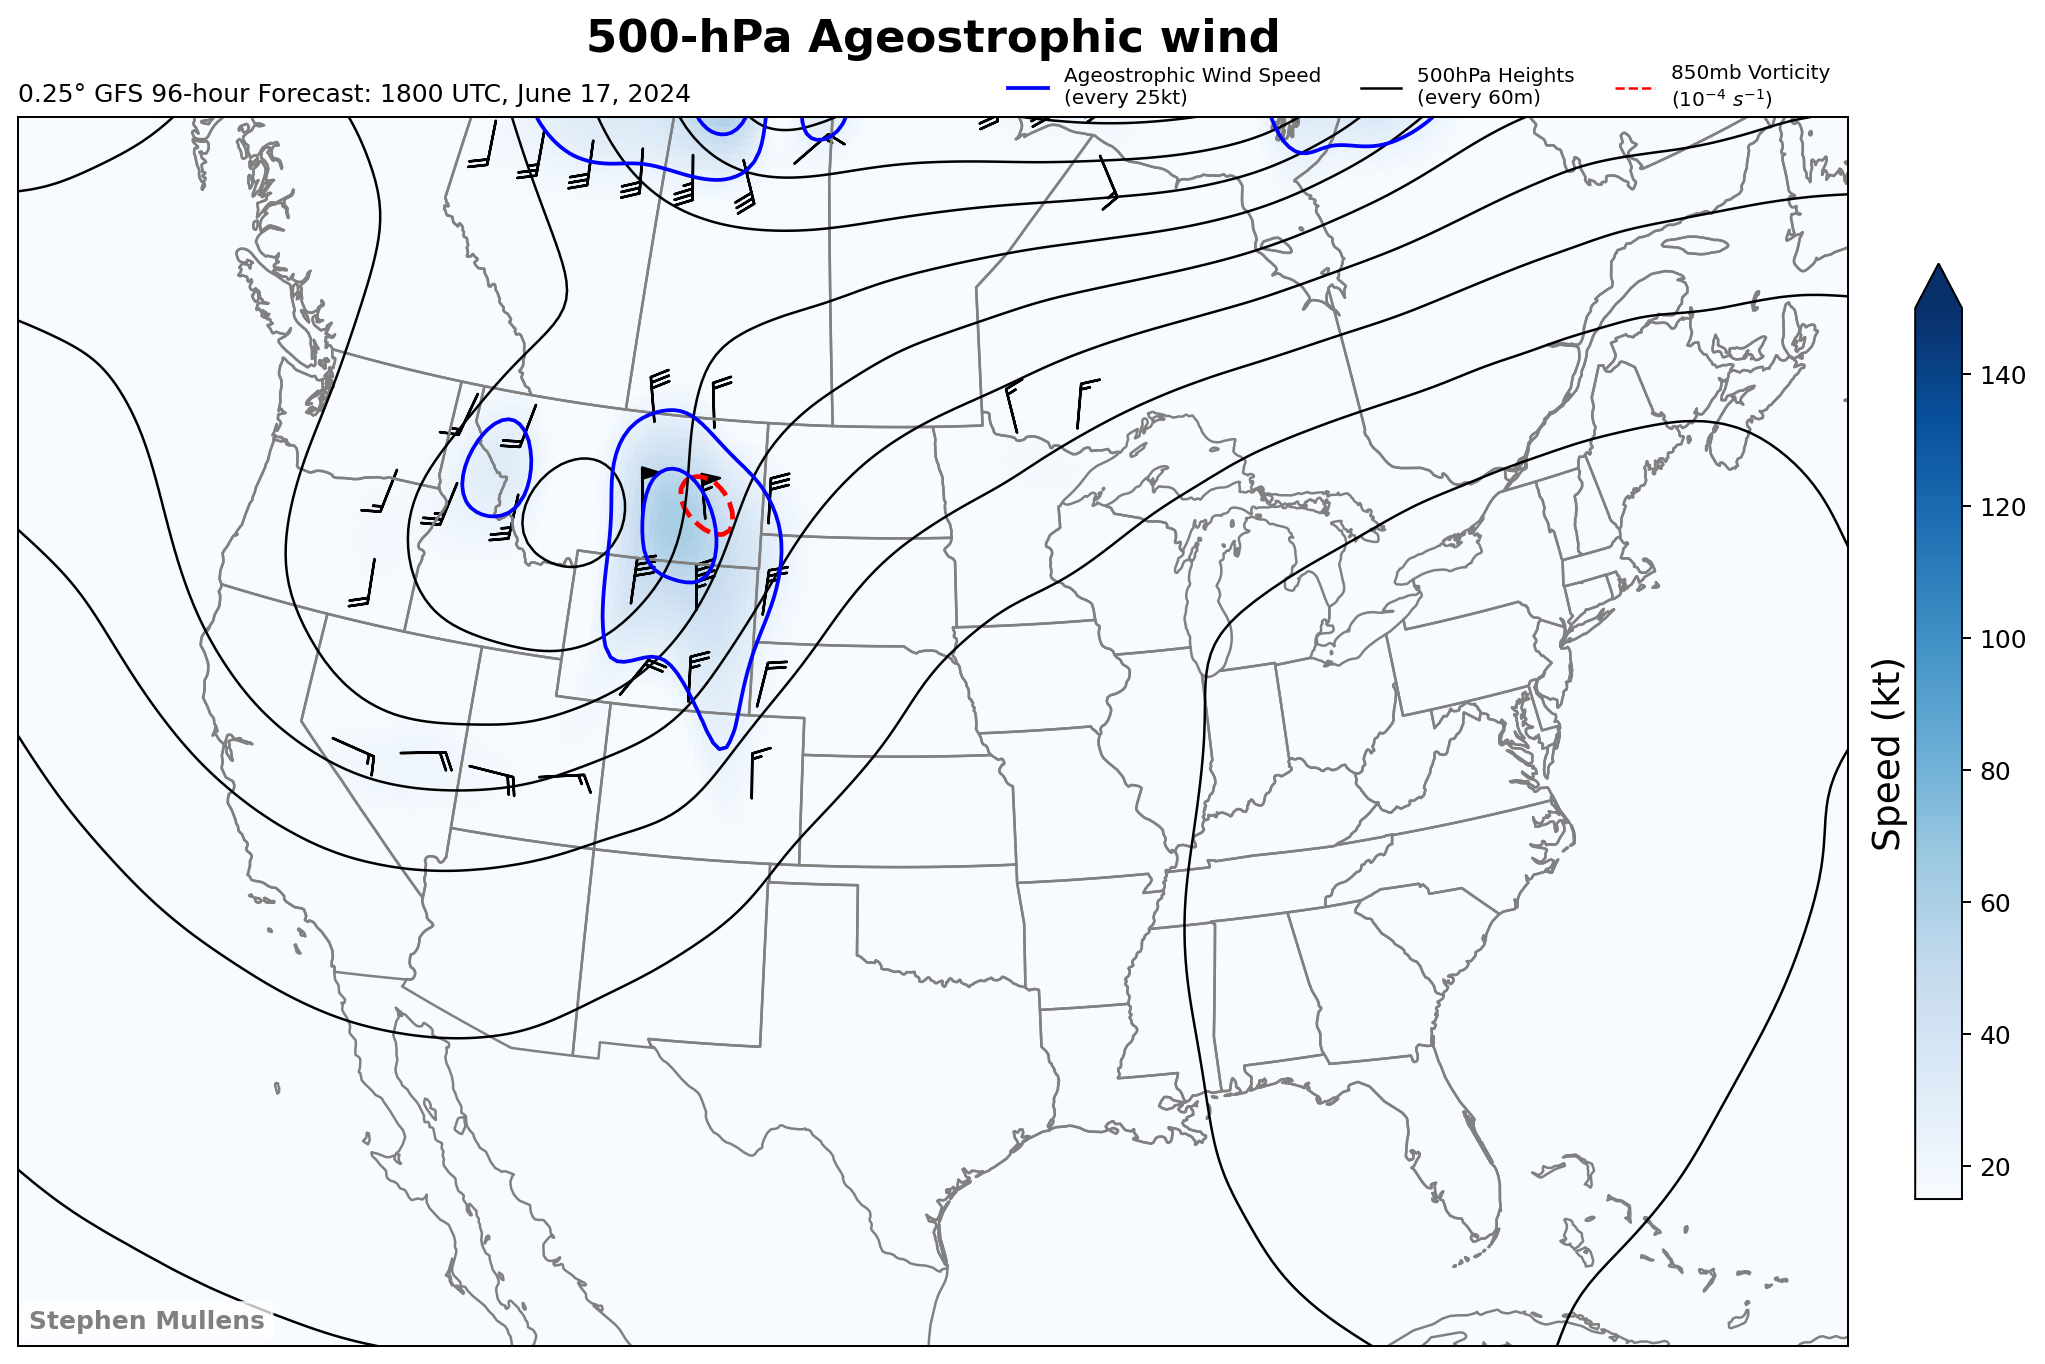 500-hPa Ageostrophic wind
0.25° GFS 96-hour Forecast: 1800 UTC, June 17, 2024
Ageostrophic Wind Speed
(every 25kt)
500hPa Heights
(every 60m)
850mb Vorticity
(10⁻⁴ s⁻¹)
140
120
100
80
60
40
20
Speed (kt)
Stephen Mullens